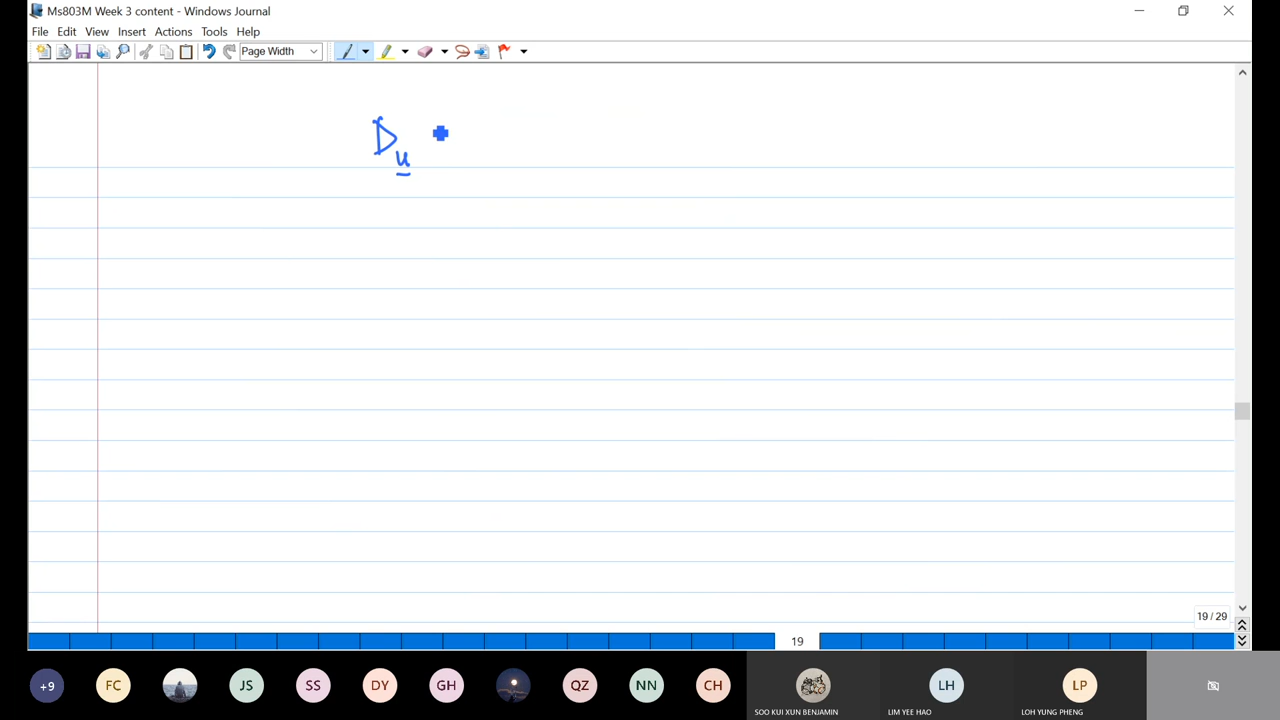 Ms803M Week 3 content - Windows Journal
File Edit View Insert Actions Tools Help
Page Width
D u
19 / 29
19
+9 FC JS SS DY GH QZ NN CH LH LP
SOO KUI XUN BENJAMIN LIM YEE HAO LOH YUNG PHENG